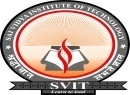 SAI VIDYA INSTITUTE OF TECHNOLOGY
SVIT
Learn to lead